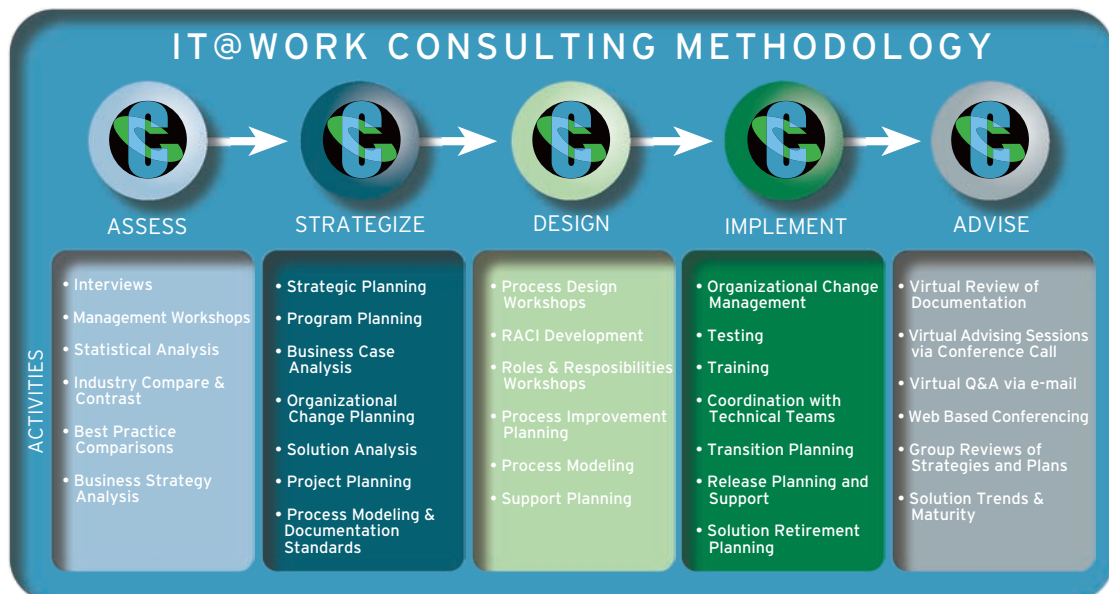 IT@WORK CONSULTING METHODOLOGY
ASSESS
STRATEGIZE
DESIGN
IMPLEMENT
ADVISE
ACTIVITIES
• Interviews
• Management Workshops
• Statistical Analysis
• Industry Compare &
Contrast
• Best Practice
Comparisons
• Business Strategy
Analysis
• Strategic Planning
• Program Planning
• Business Case
Analysis
• Organizational
Change Planning
• Solution Analysis
• Project Planning
• Process Modeling &
Documentation
Standards
• Process Design
Workshops
• RACI Development
• Roles & Resposibilities
Workshops
• Process Improvement
Planning
• Process Modeling
• Support Planning
• Organizational Change
Management
• Testing
• Training
• Coordination with
Technical Teams
• Transition Planning
• Release Planning and
Support
• Solution Retirement
Planning
• Virtual Review of
Documentation
• Virtual Advising Sessions
via Conference Call
• Virtual Q&A via e-mail
• Web Based Conferencing
• Group Reviews of
Strategies and Plans
• Solution Trends &
Maturity